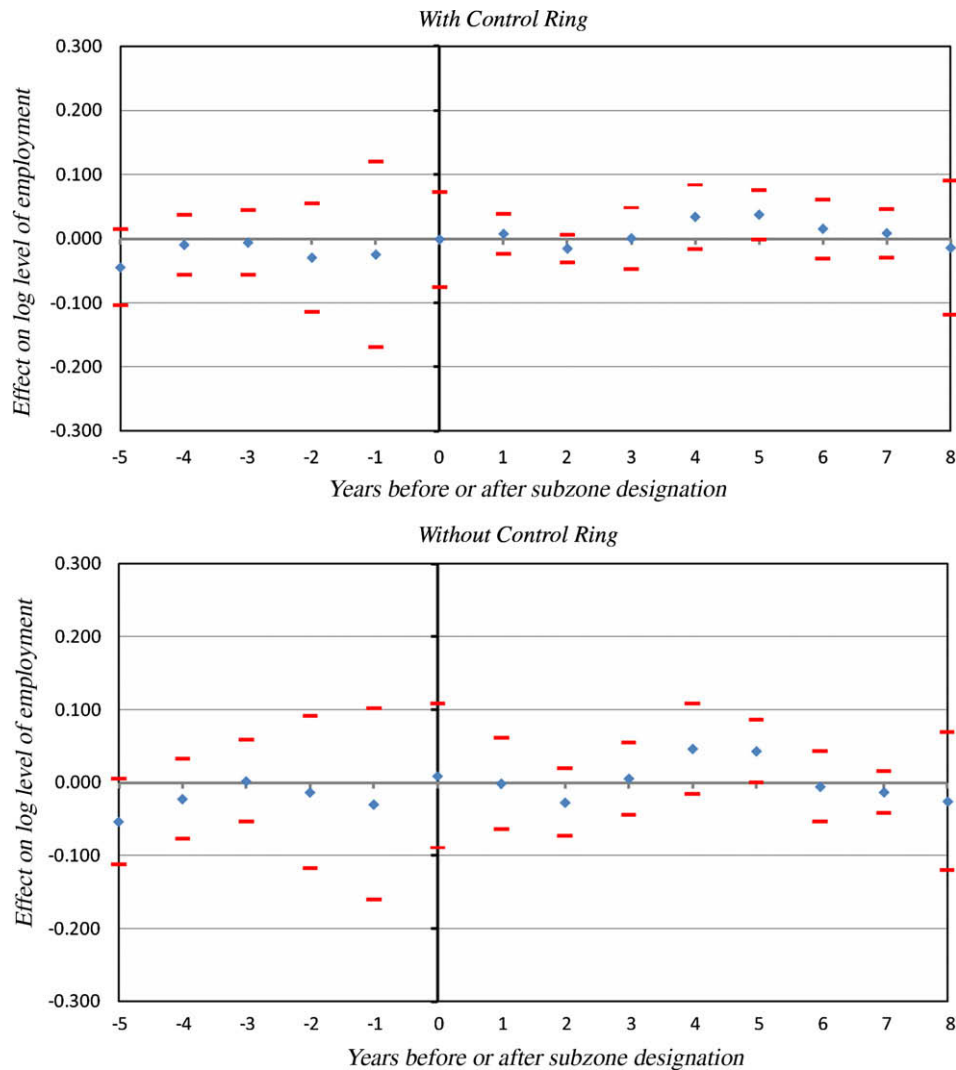 With Control Ring
Effect on log level of employment
0.300
0.200
0.100
0.000
-0.100
-0.200
-0.300
-5 -4 -3 -2 -1 0 1 2 3 4 5 6 7 8
Years before or after subzone designation
Without Control Ring
Effect on log level of employment
0.300
0.200
0.100
0.000
-0.100
-0.200
-0.300
-5 -4 -3 -2 -1 0 1 2 3 4 5 6 7 8
Years before or after subzone designation